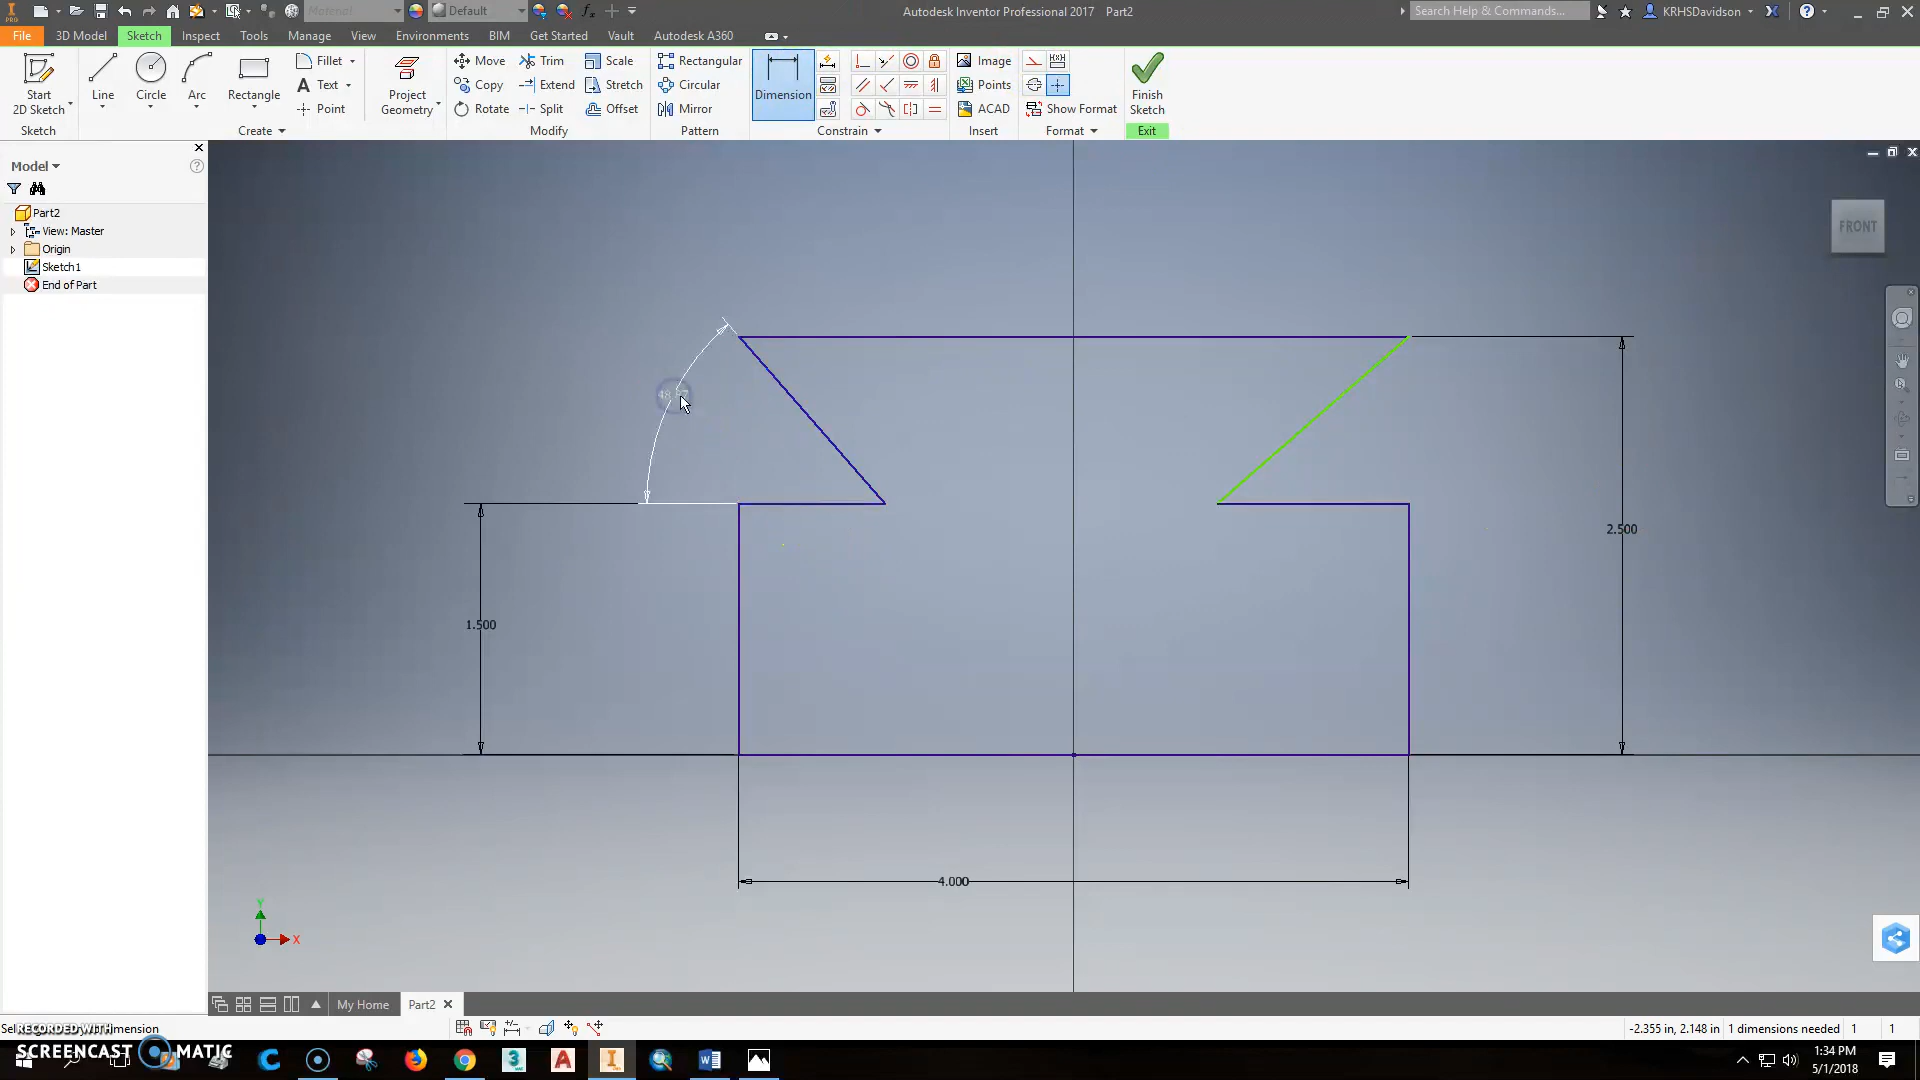 Material
Default
Autodesk Inventor Professional 2017 Part2
Search Help & Commands...
KRHSDavidson
PRO
File 3D Model Sketch Inspect Tools Manage View Environments BIM Get Started Vault Autodesk A360
Start
2D Sketch
Line
Circle
Arc
Rectangle
Fillet
Text
Point
Project
Geometry
Move
Copy
Rotate
Trim
Extend
Split
Scale
Stretch
Offset
Rectangular
Circular
Mirror
Dimension
Image
Points
ACAD
Show Format
Finish
Sketch
Sketch Create Modify Pattern Constrain Insert Format Exit
Model
Part2
View: Master
Origin
Sketch1
End of Part
FRONT
2.500
1.500
4.000
Y
X
My Home Part2
-2.355 in, 2.148 in 1 dimensions needed 1 1
RECORDED WITH
SCREENCAST MATIC
1:34 PM
5/1/2018